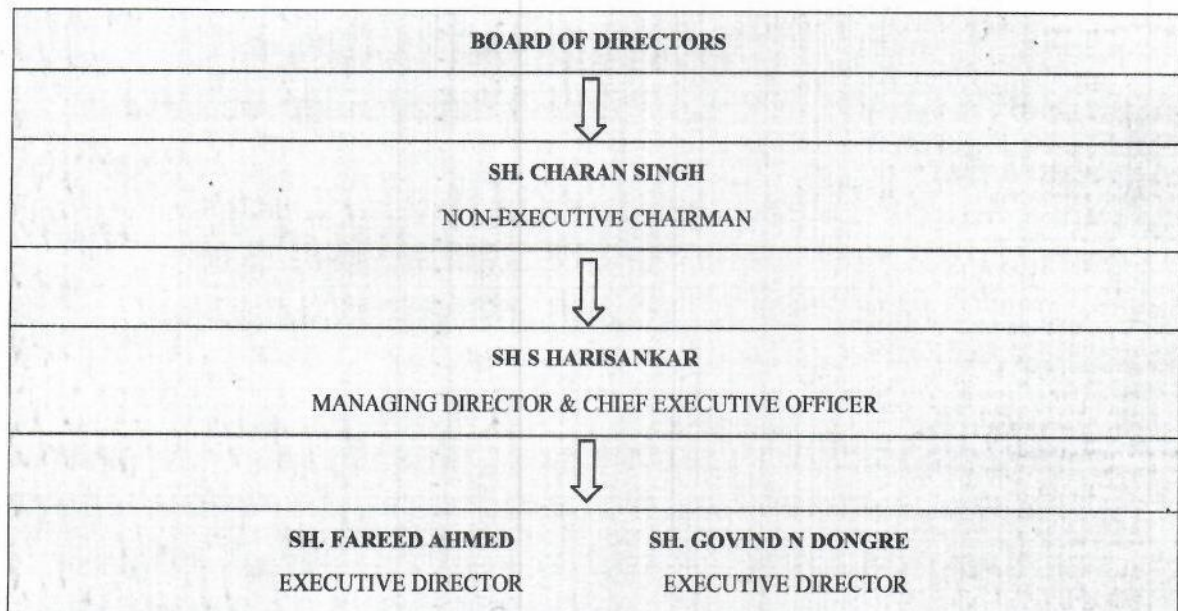 BOARD OF DIRECTORS
SH. CHARAN SINGH
NON-EXECUTIVE CHAIRMAN
SH S HARISANKAR
MANAGING DIRECTOR & CHIEF EXECUTIVE OFFICER
SH. FAREED AHMED SH. GOVIND N DONGRE
EXECUTIVE DIRECTOR EXECUTIVE DIRECTOR